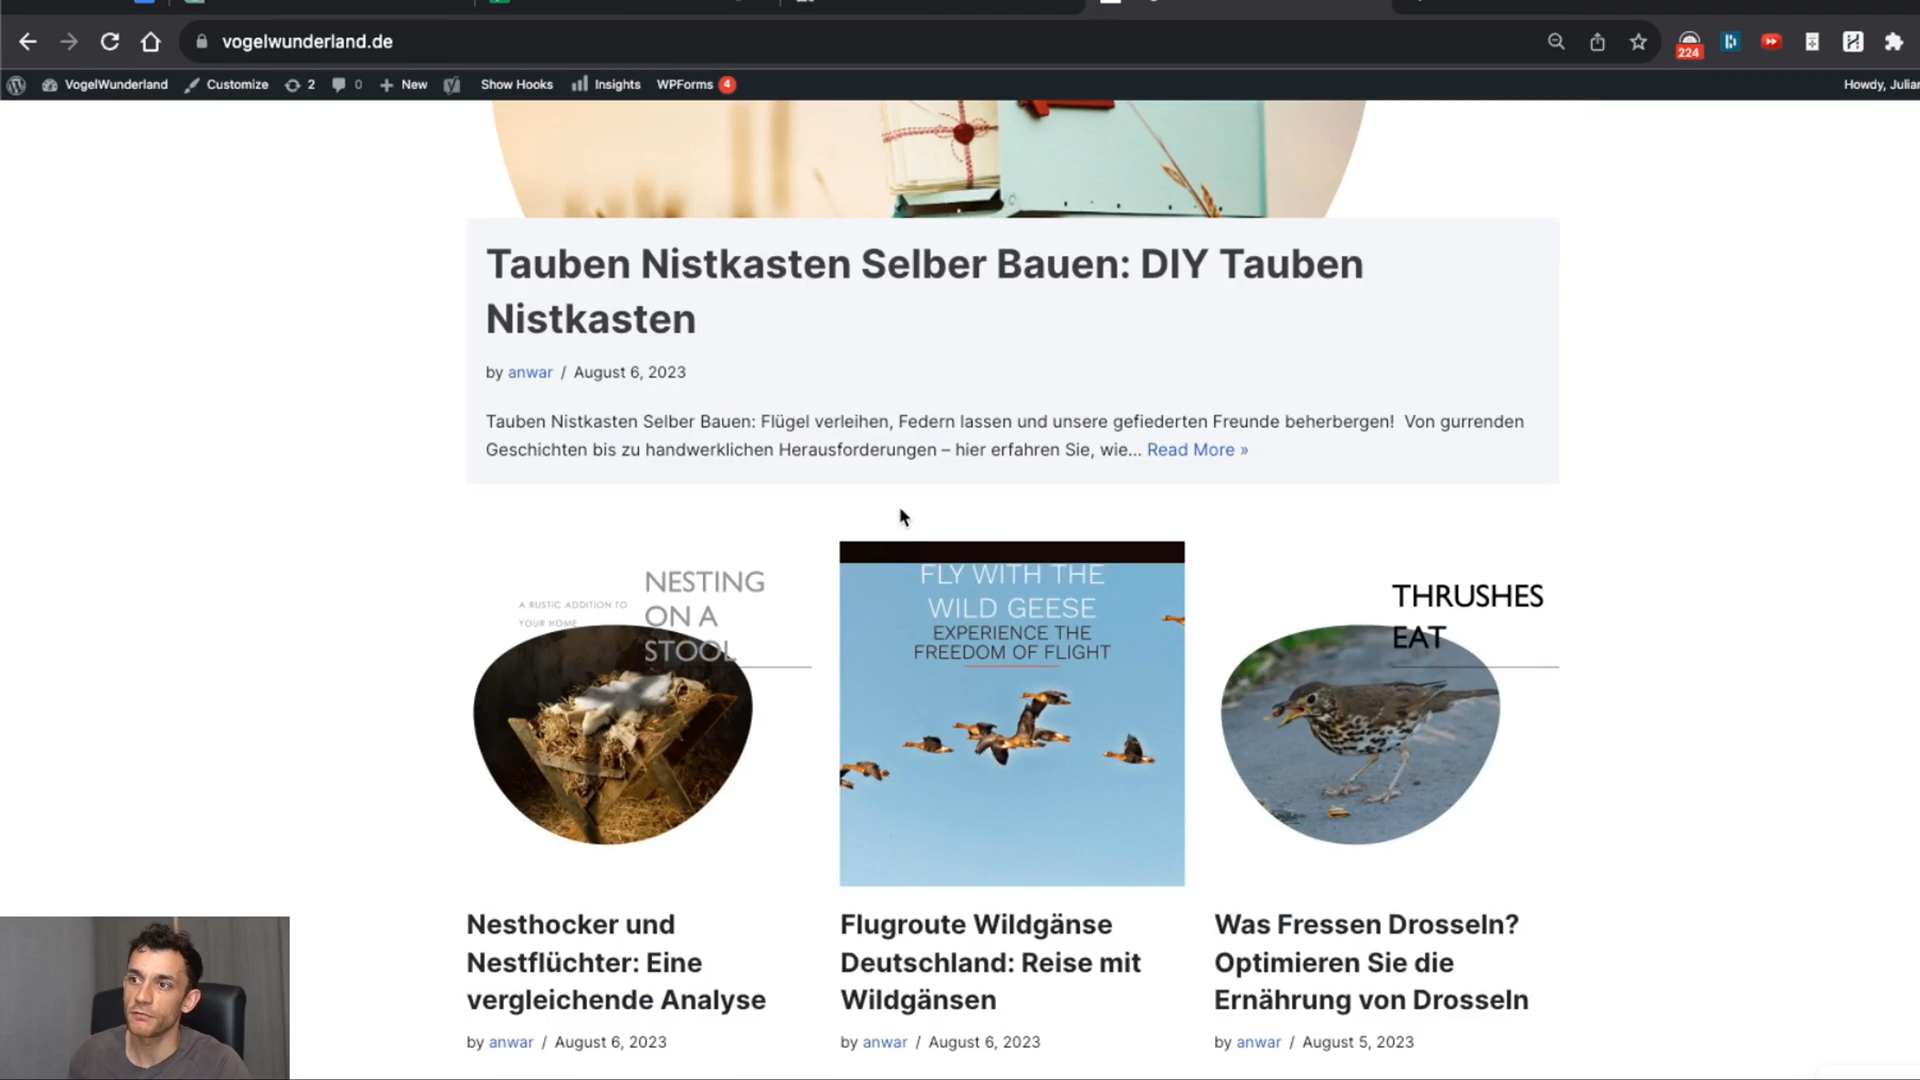 vogelwunderland.de
224
VogelWunderland Customize 2 0 New Show Hooks Insights WPForms 4
Howdy, Julian
Tauben Nistkasten Selber Bauen: DIY Tauben
Nistkasten
by anwar / August 6, 2023
Tauben Nistkasten Selber Bauen: Flügel verleihen, Federn lassen und unsere gefiederten Freunde beherbergen! Von gurrenden
Geschichten bis zu handwerklichen Herausforderungen – hier erfahren Sie, wie... Read More »
A RUSTIC ADDITION TO
YOUR HOME
NESTING
ON A
STOOL
FLY WITH THE
WILD GEESE
EXPERIENCE THE
FREEDOM OF FLIGHT
THRUSHES
EAT
Nesthocker und
Nestflüchter: Eine
vergleichende Analyse
by anwar / August 6, 2023
Flugroute Wildgänse
Deutschland: Reise mit
Wildgänsen
by anwar / August 6, 2023
Was Fressen Drosseln?
Optimieren Sie die
Ernährung von Drosseln
by anwar / August 5, 2023